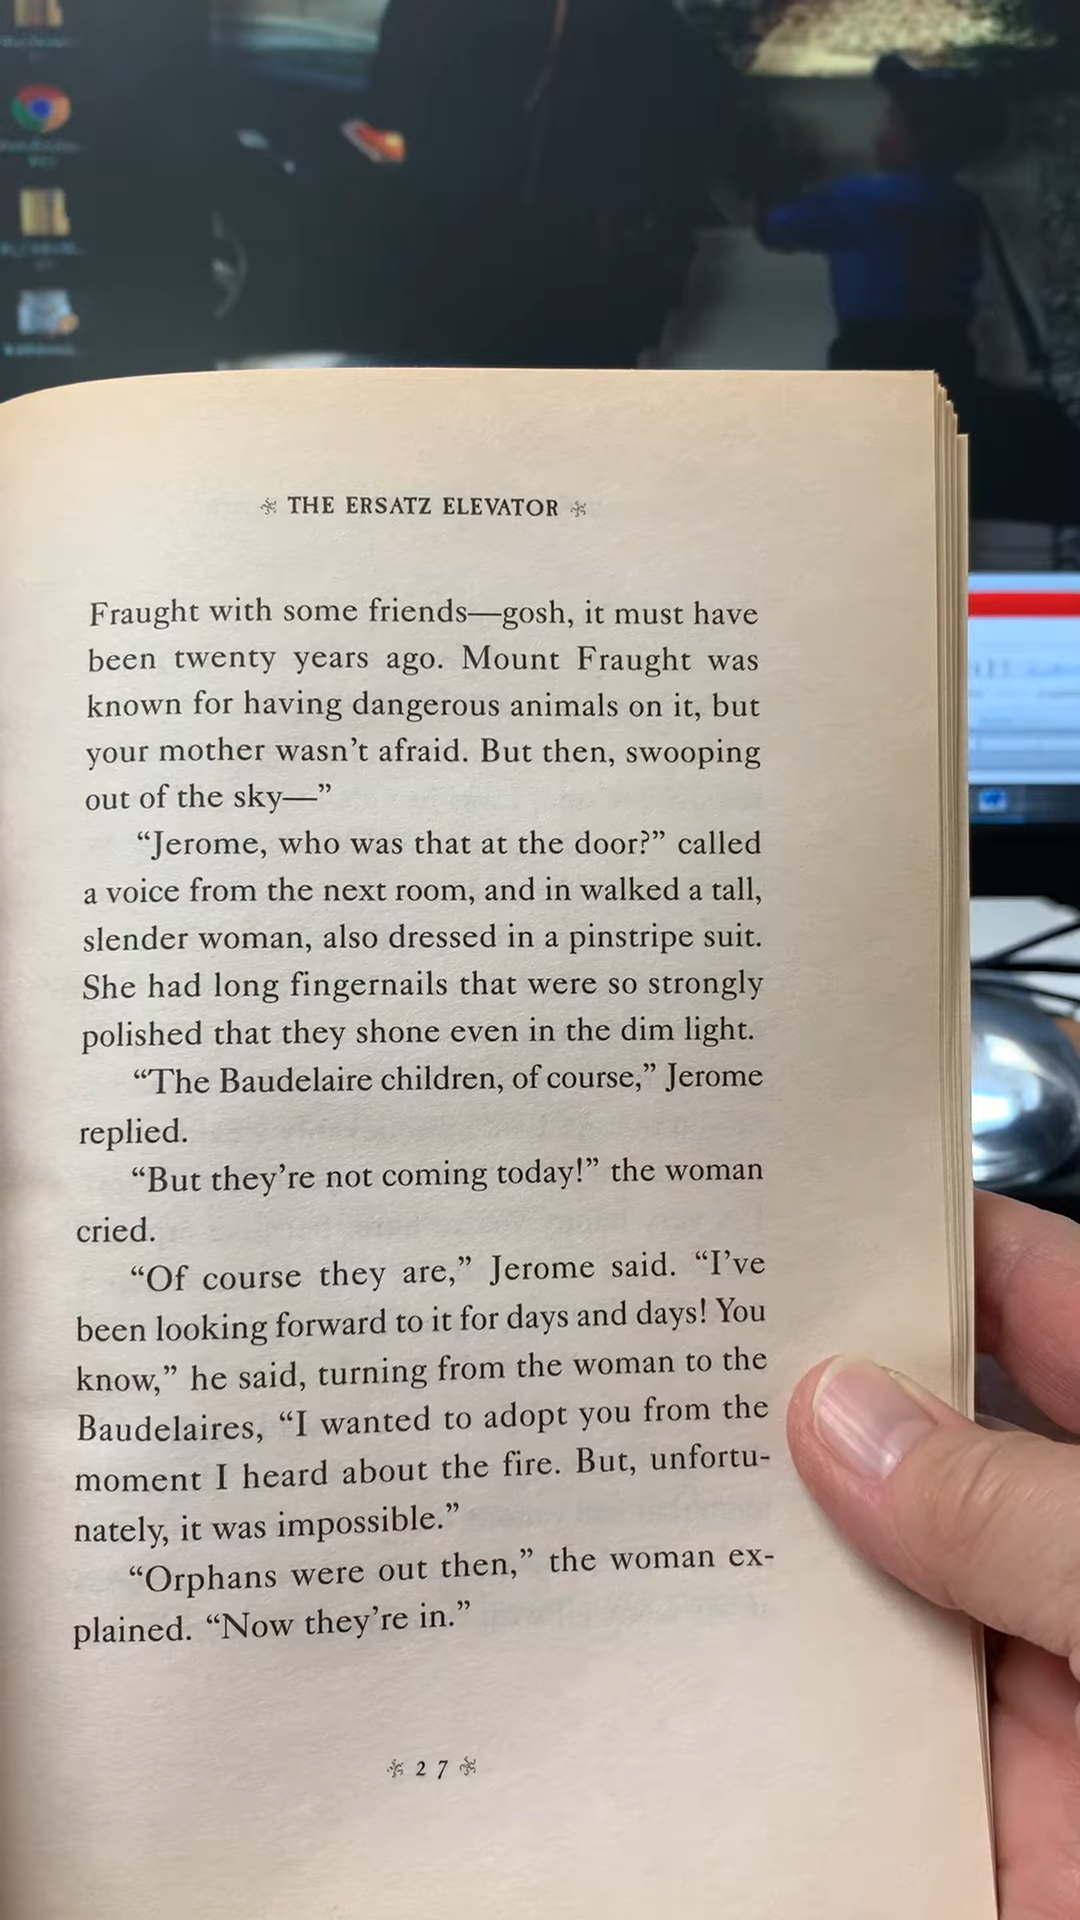 THE ERSATZ ELEVATOR
Fraught with some friends—gosh, it must have
been twenty years ago. Mount Fraught was
known for having dangerous animals on it, but
your mother wasn’t afraid. But then, swooping
out of the sky—”
“Jerome, who was that at the door?” called
a voice from the next room, and in walked a tall,
slender woman, also dressed in a pinstripe suit.
She had long fingernails that were so strongly
polished that they shone even in the dim light.
“The Baudelaire children, of course,” Jerome
replied.
“But they’re not coming today!” the woman
cried.
“Of course they are,” Jerome said. “I’ve
been looking forward to it for days and days! You
know,” he said, turning from the woman to the
Baudelaires, “I wanted to adopt you from the
moment I heard about the fire. But, unfortu-
nately, it was impossible.”
“Orphans were out then,” the woman ex-
plained. “Now they’re in.”
27